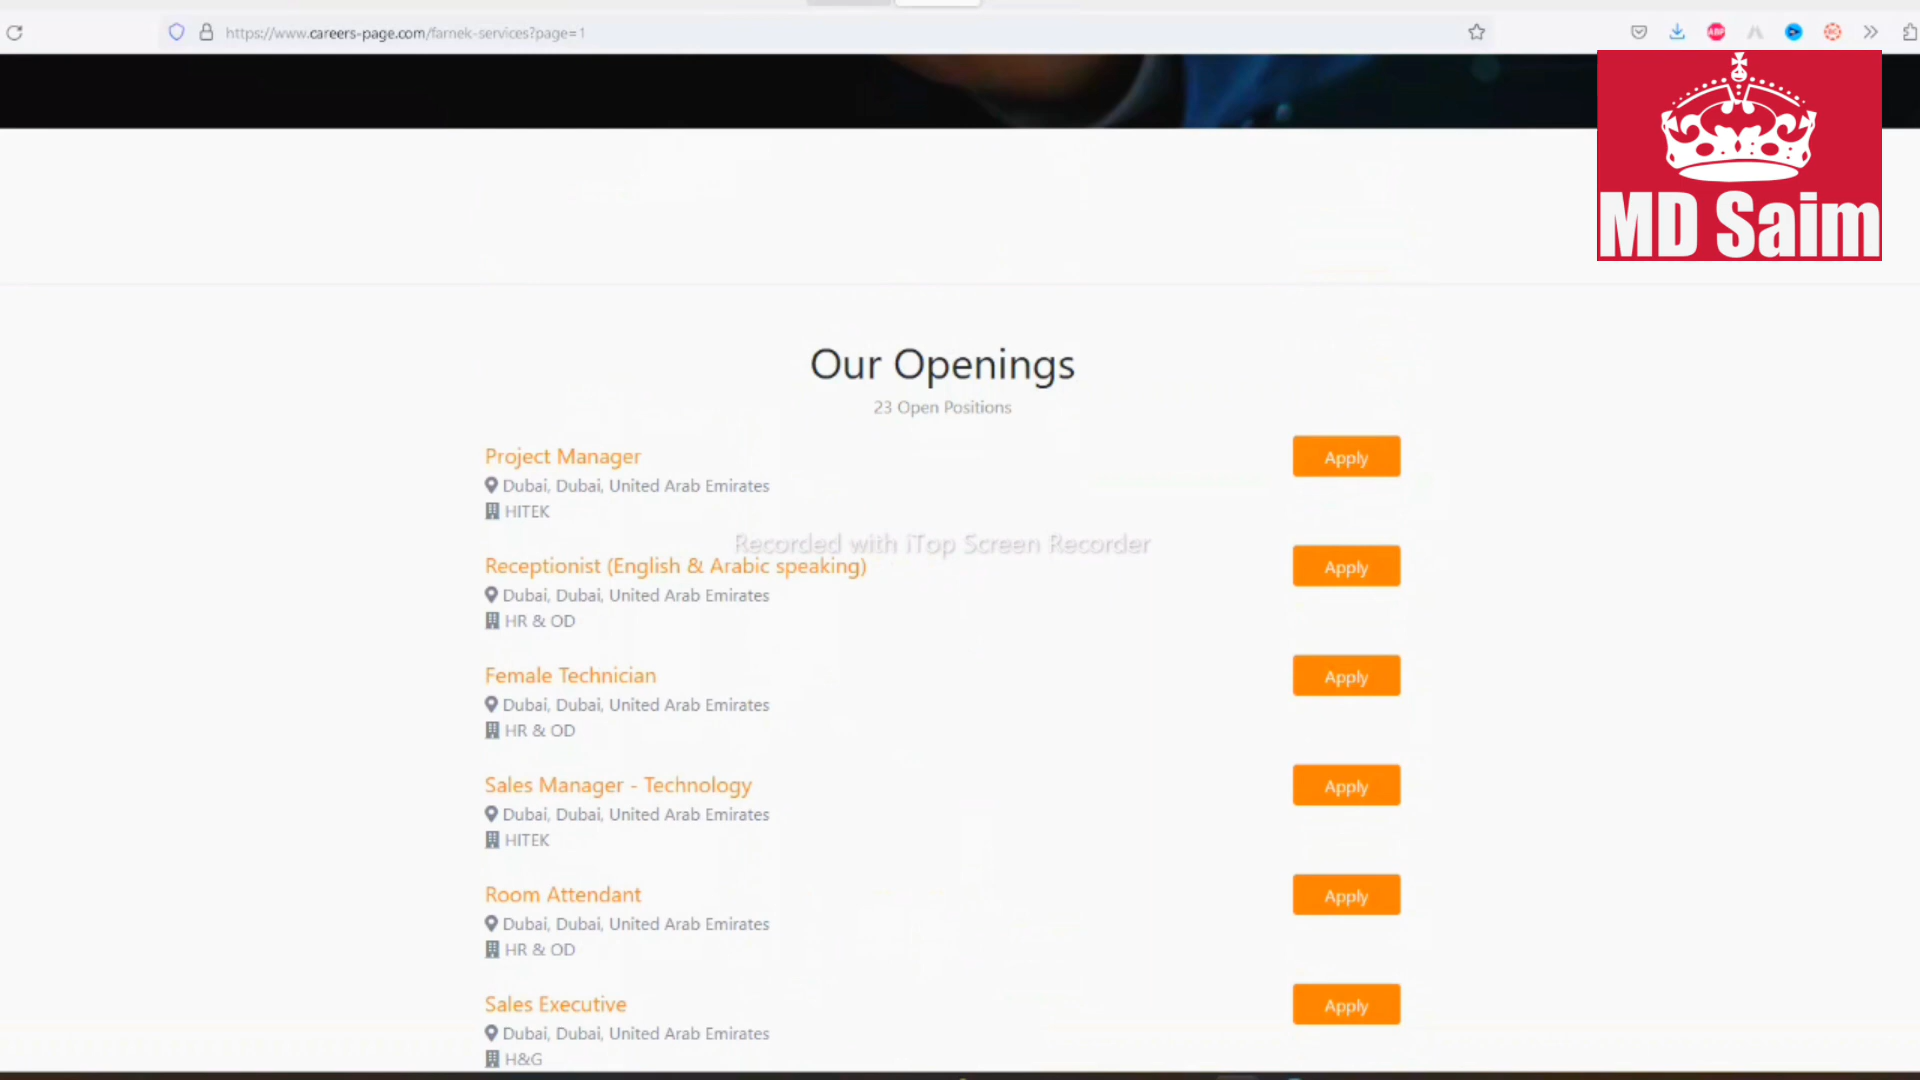 https://www.careers-page.com/farnek-services?page=1
ABP
MD Saim
Our Openings
23 Open Positions
Project Manager
Apply
Dubai, Dubai, United Arab Emirates
HITEK
Recorded with iTop Screen Recorder
Receptionist (English & Arabic speaking)
Apply
Dubai, Dubai, United Arab Emirates
HR & OD
Female Technician
Apply
Dubai, Dubai, United Arab Emirates
HR & OD
Sales Manager - Technology
Apply
Dubai, Dubai, United Arab Emirates
HITEK
Room Attendant
Apply
Dubai, Dubai, United Arab Emirates
HR & OD
Sales Executive
Apply
Dubai, Dubai, United Arab Emirates
H&G